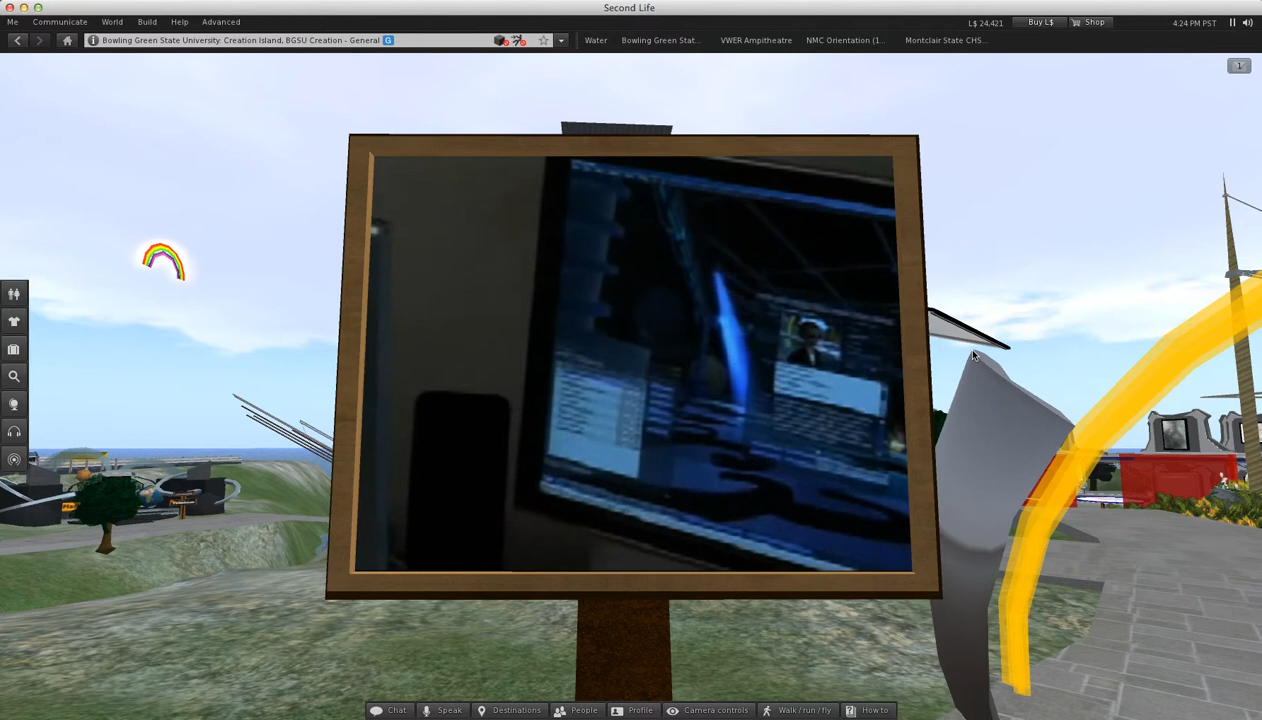 Second Life
Me Communicate World Build Help Advanced L$ 24,421 Buy L$ Shop 4:24 PM PST
Bowling Green State University: Creation Island, BGSU Creation - General G Water Bowling Green Stat... VWER Ampitheatre NMC Orientation (1... Montclair State CHS...
1
Chat Speak Destinations People Profile Camera controls Walk / run / fly How to